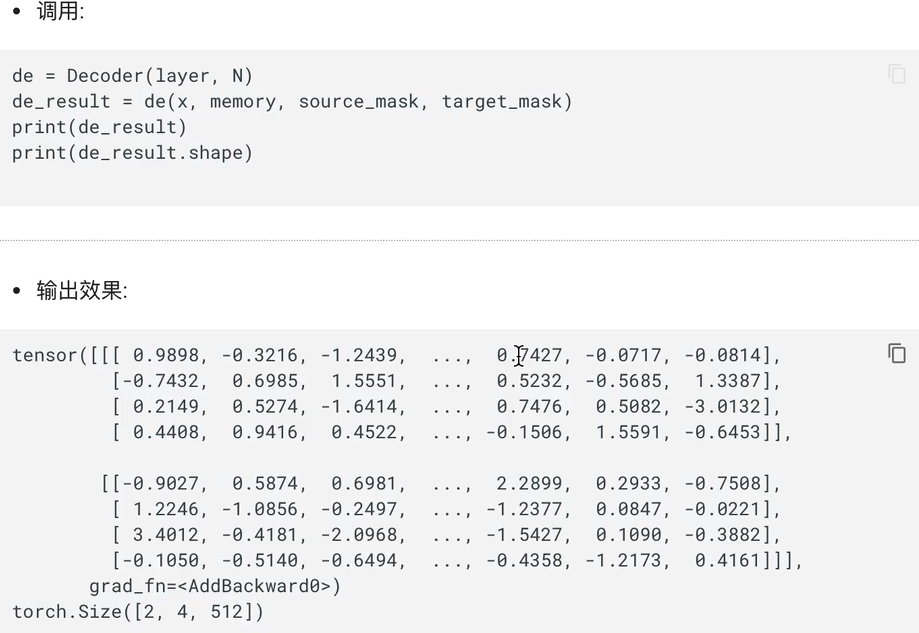 • 调用:
de = Decoder(layer, N)
de_result = de(x, memory, source_mask, target_mask)
print(de_result)
print(de_result.shape)
• 输出效果:
tensor([[[ 0.9898, -0.3216, -1.2439,  ...,  0.7427, -0.0717, -0.0814],
         [-0.7432,  0.6985,  1.5551,  ...,  0.5232, -0.5685,  1.3387],
         [ 0.2149,  0.5274, -1.6414,  ...,  0.7476,  0.5082, -3.0132],
         [ 0.4408,  0.9416,  0.4522,  ..., -0.1506,  1.5591, -0.6453]],
        [[-0.9027,  0.5874,  0.6981,  ...,  2.2899,  0.2933, -0.7508],
         [ 1.2246, -1.0856, -0.2497,  ..., -1.2377,  0.0847, -0.0221],
         [ 3.4012, -0.4181, -2.0968,  ..., -1.5427,  0.1090, -0.3882],
         [-0.1050, -0.5140, -0.6494,  ..., -0.4358, -1.2173,  0.4161]]],
       grad_fn=<AddBackward0>)
torch.Size([2, 4, 512])